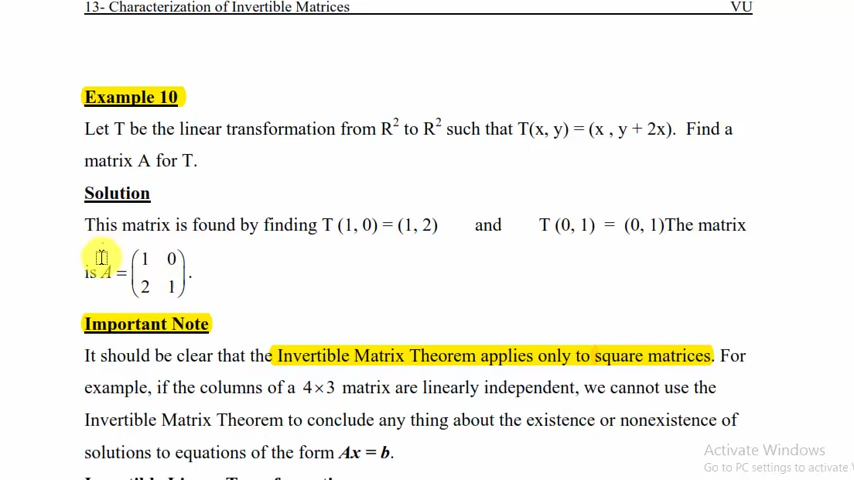 13- Characterization of Invertible Matrices VU
Example 10
Let T be the linear transformation from R² to R² such that T(x, y) = (x , y + 2x). Find a
matrix A for T.
Solution
This matrix is found by finding T (1, 0) = (1, 2) and T (0, 1) = (0, 1)The matrix
is A = (1 0
2 1) .
Important Note
It should be clear that the Invertible Matrix Theorem applies only to square matrices. For
example, if the columns of a 4×3 matrix are linearly independent, we cannot use the
Invertible Matrix Theorem to conclude any thing about the existence or nonexistence of
solutions to equations of the form Ax = b.
Activate Windows
Go to PC settings to activate